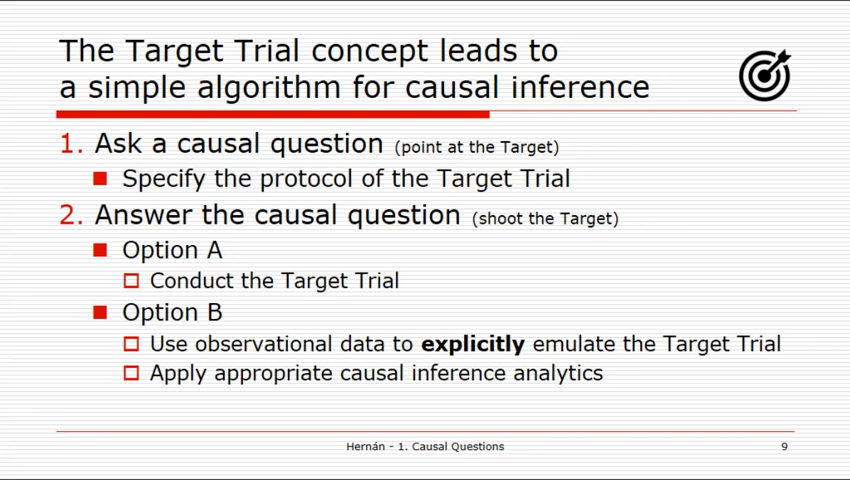 The Target Trial concept leads to
a simple algorithm for causal inference
1. Ask a causal question (point at the Target)
Specify the protocol of the Target Trial
2. Answer the causal question (shoot the Target)
Option A
Conduct the Target Trial
Option B
Use observational data to explicitly emulate the Target Trial
Apply appropriate causal inference analytics
Hernán - 1. Causal Questions
9